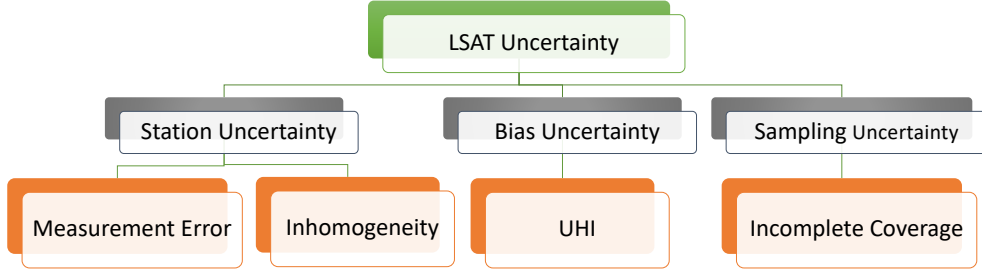 LSAT Uncertainty
Station Uncertainty
Bias Uncertainty
Sampling Uncertainty
Measurement Error
Inhomogeneity
UHI
Incomplete Coverage